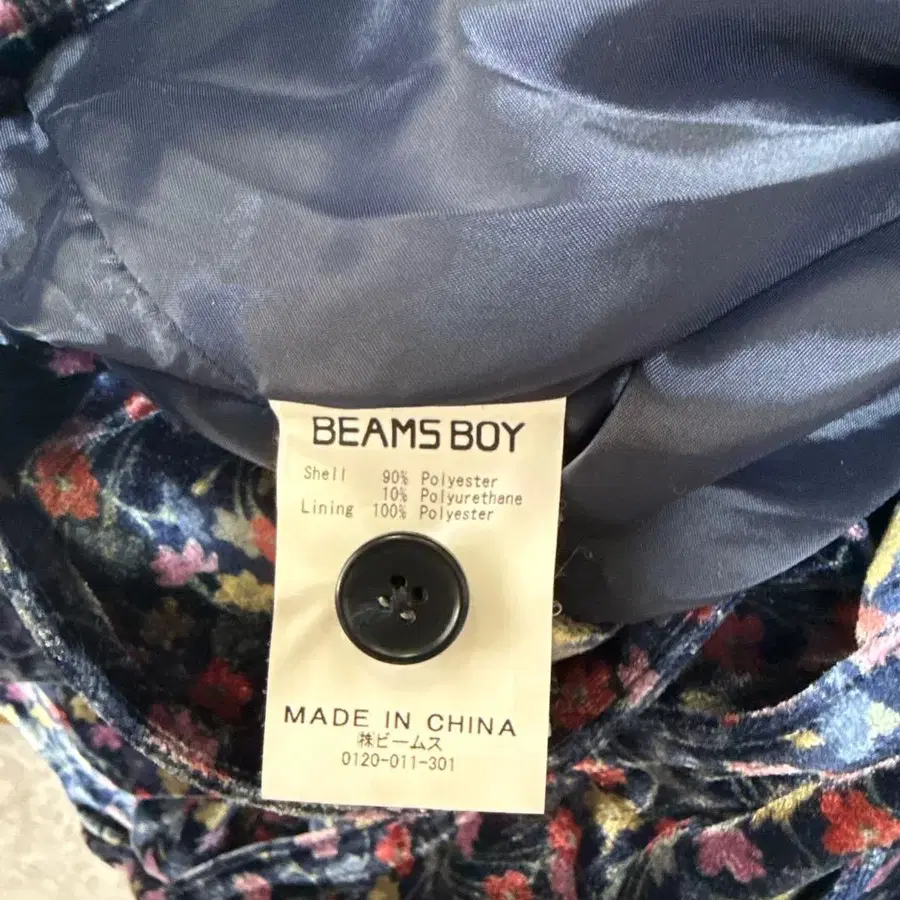 BEAMS BOY
Shell 90% Polyester
10% Polyurethane
Lining 100% Polyester
MADE IN CHINA
㈱ビームス
0120-011-301